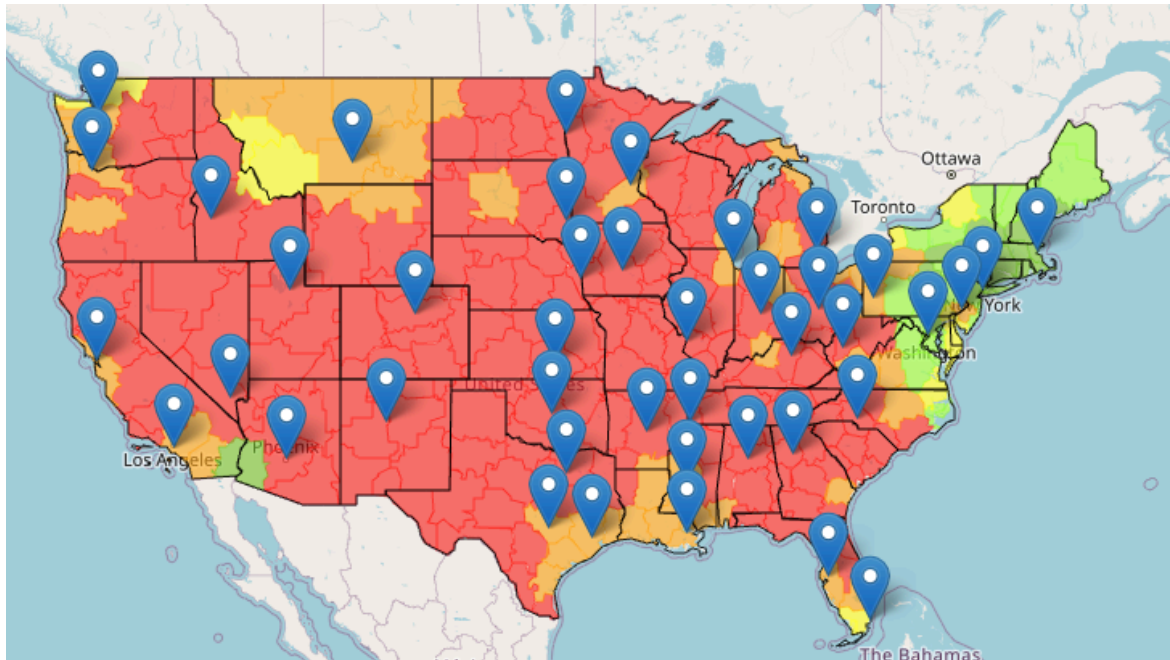 Ottawa
Toronto
York
Washington
United States
Phoenix
Los Angeles
The Bahamas